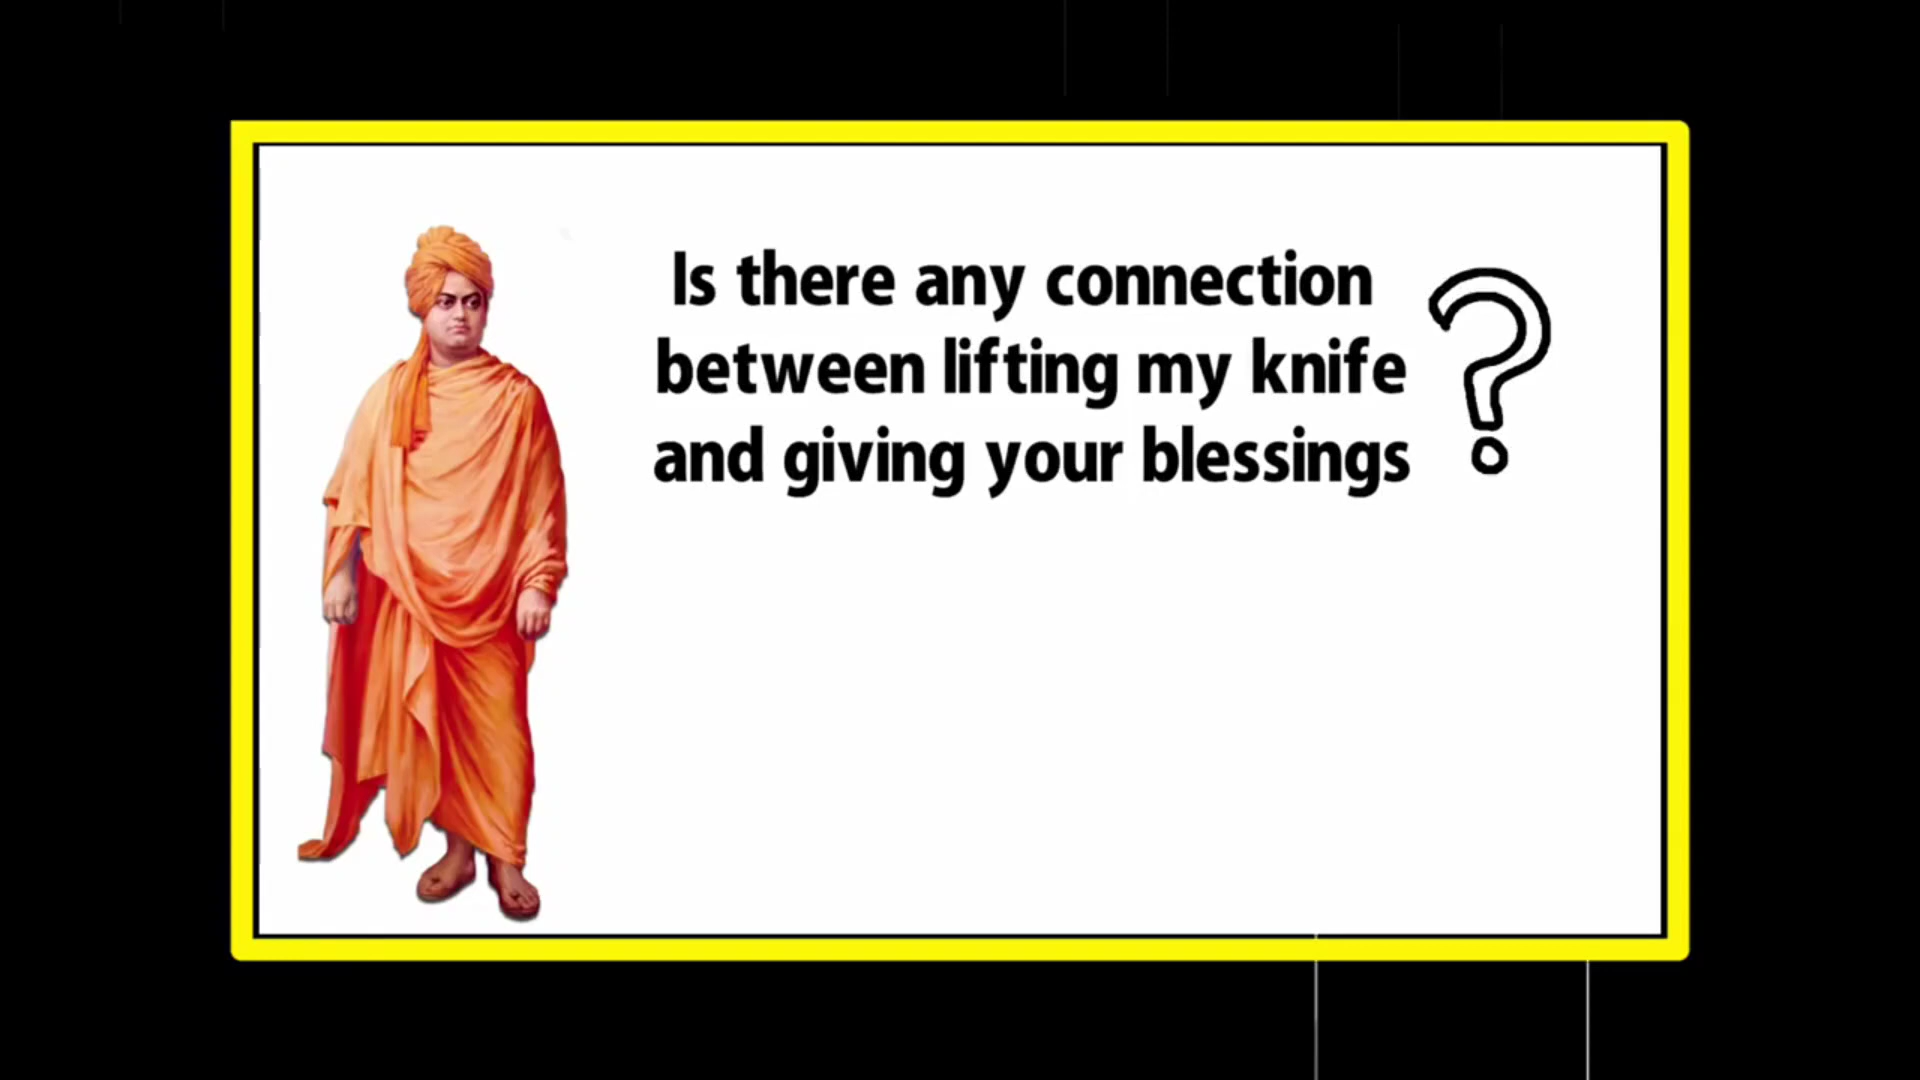 Is there any connection
between lifting my knife
and giving your blessings ?